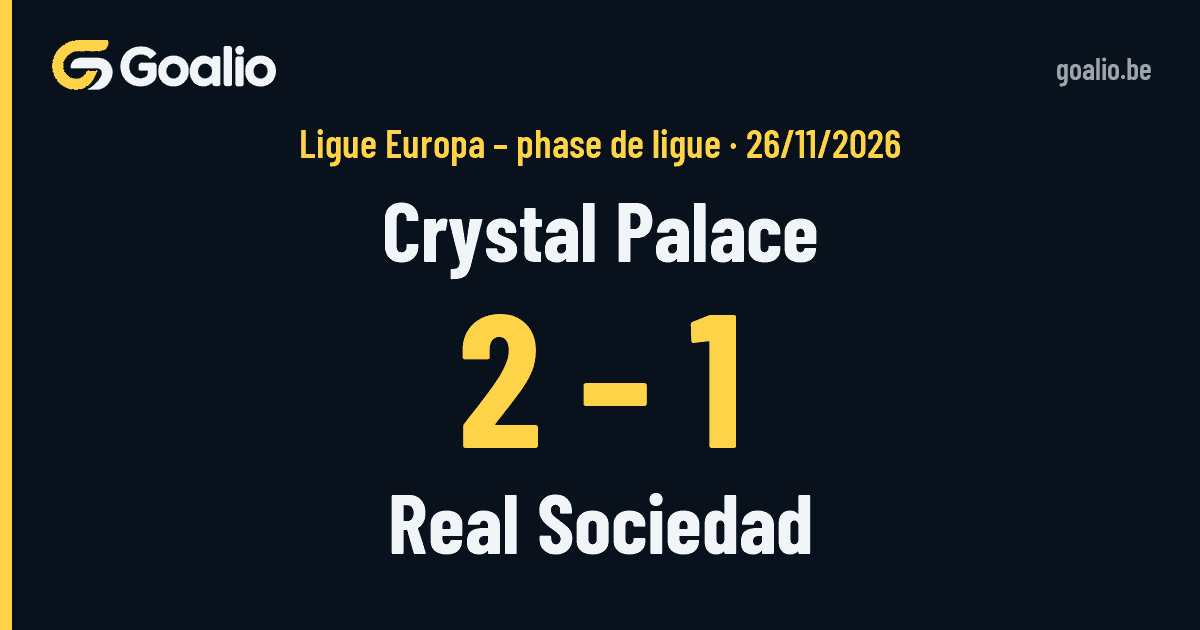 Goalio
goalio.be
Ligue Europa – phase de ligue · 26/11/2026
Crystal Palace
2 – 1
Real Sociedad